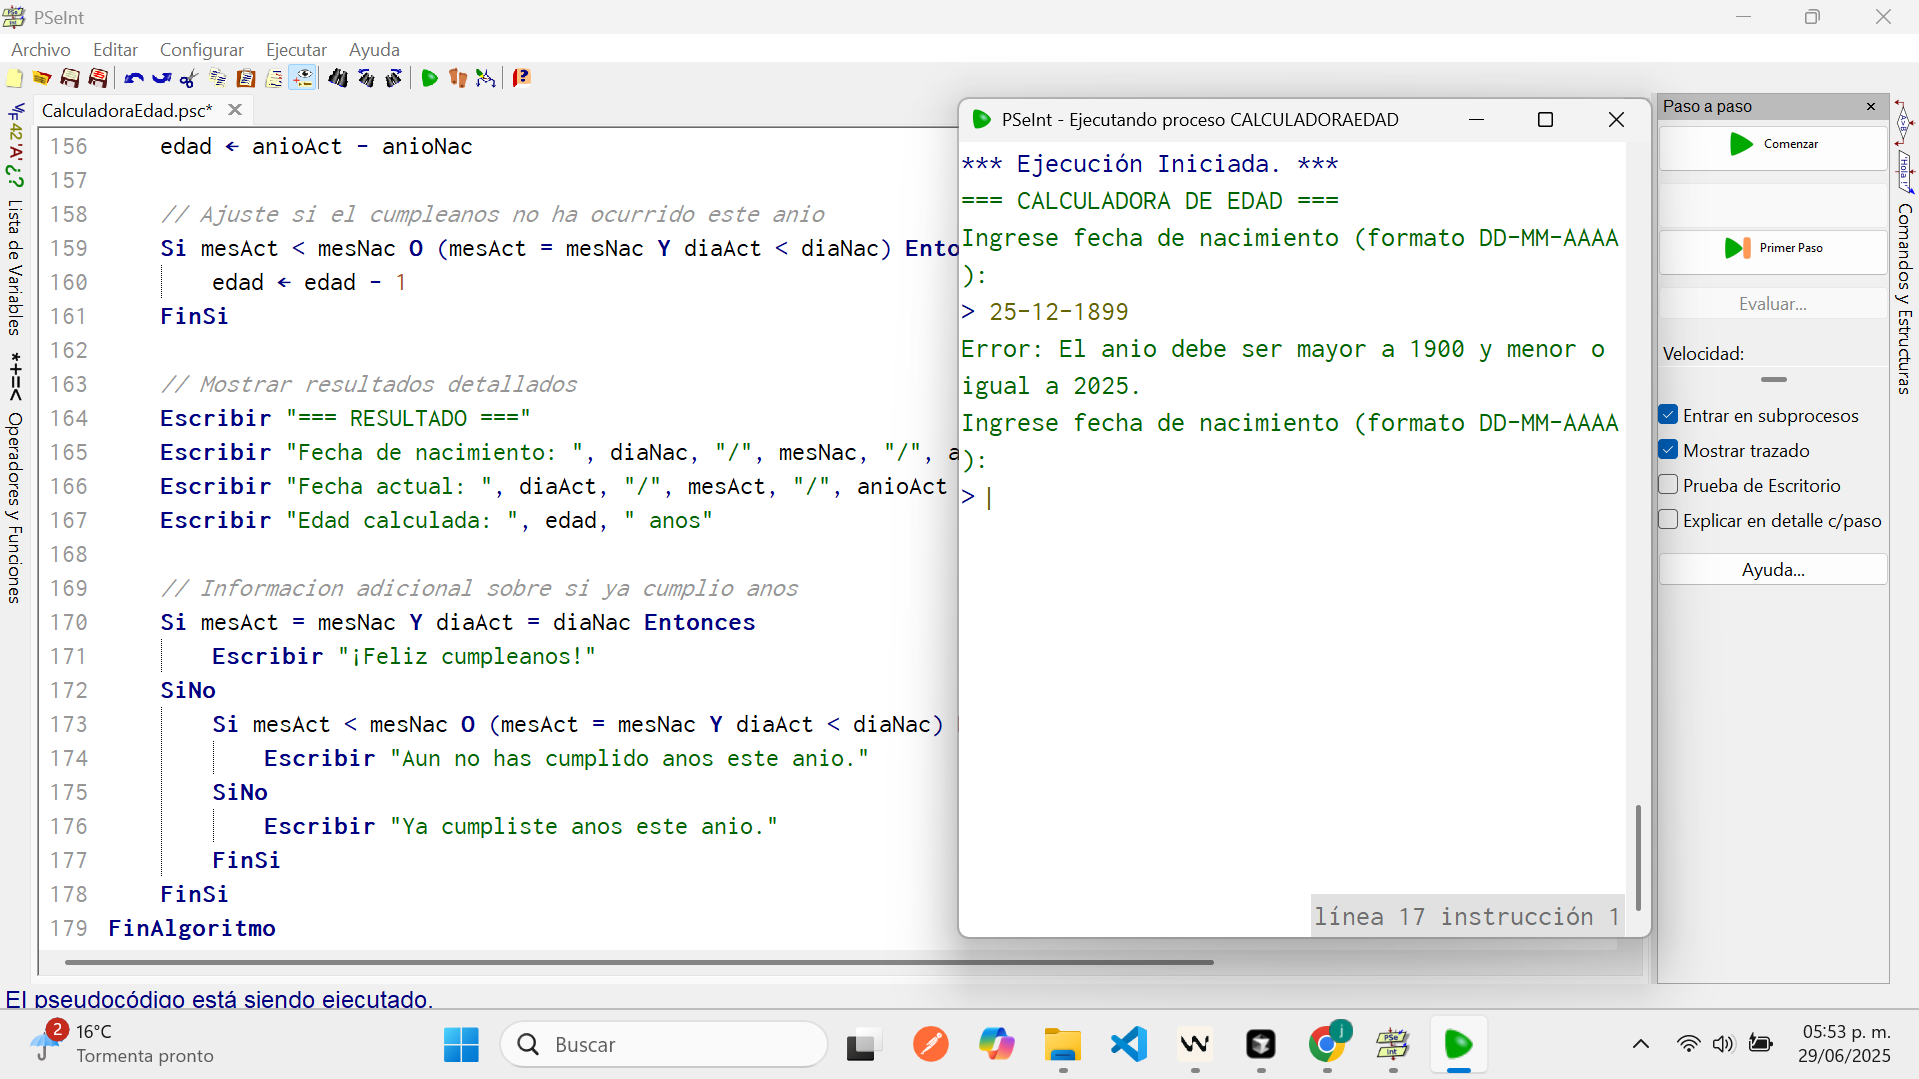 PSeInt
Archivo Editar Configurar Ejecutar Ayuda
CalculadoraEdad.psc*
156 edad ← anioAct - anioNac
157
158 // Ajuste si el cumpleanos no ha ocurrido este anio
159 Si mesAct < mesNac O (mesAct = mesNac Y diaAct < diaNac) Ento
160 edad ← edad - 1
161 FinSi
162
163 // Mostrar resultados detallados
164 Escribir "=== RESULTADO ==="
165 Escribir "Fecha de nacimiento: ", diaNac, "/", mesNac, "/", a
166 Escribir "Fecha actual: ", diaAct, "/", mesAct, "/", anioAct
167 Escribir "Edad calculada: ", edad, " anos"
168
169 // Informacion adicional sobre si ya cumplio anos
170 Si mesAct = mesNac Y diaAct = diaNac Entonces
171 Escribir "¡Feliz cumpleanos!"
172 SiNo
173 Si mesAct < mesNac O (mesAct = mesNac Y diaAct < diaNac)
174 Escribir "Aun no has cumplido anos este anio."
175 SiNo
176 Escribir "Ya cumpliste anos este anio."
177 FinSi
178 FinSi
179 FinAlgoritmo
El pseudocódigo está siendo ejecutado.
Lista de Variables
*+=<
Operadores y Funciones
PSeInt - Ejecutando proceso CALCULADORAEDAD
*** Ejecución Iniciada. ***
=== CALCULADORA DE EDAD ===
Ingrese fecha de nacimiento (formato DD-MM-AAAA
):
> 25-12-1899
Error: El anio debe ser mayor a 1900 y menor o
igual a 2025.
Ingrese fecha de nacimiento (formato DD-MM-AAAA
):
>
línea 17 instrucción 1
Paso a paso
Comenzar
Primer Paso
Evaluar...
Velocidad:
Entrar en subprocesos
Mostrar trazado
Prueba de Escritorio
Explicar en detalle c/paso
Ayuda...
Comandos y Estructuras
2
16°C
Tormenta pronto
Buscar
05:53 p. m.
29/06/2025